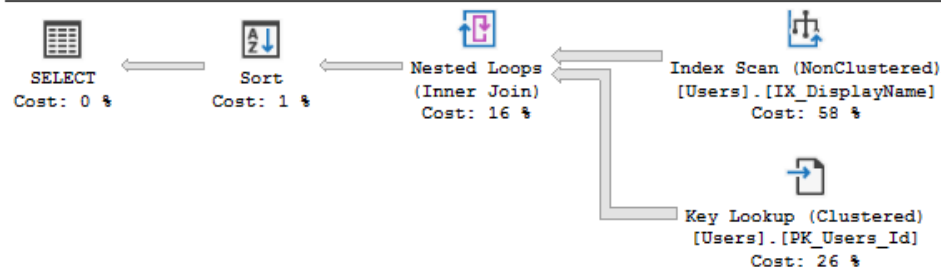 SELECT
Cost: 0 %
Sort
Cost: 1 %
Nested Loops
(Inner Join)
Cost: 16 %
Index Scan (NonClustered)
[Users].[IX_DisplayName]
Cost: 58 %
Key Lookup (Clustered)
[Users].[PK_Users_Id]
Cost: 26 %